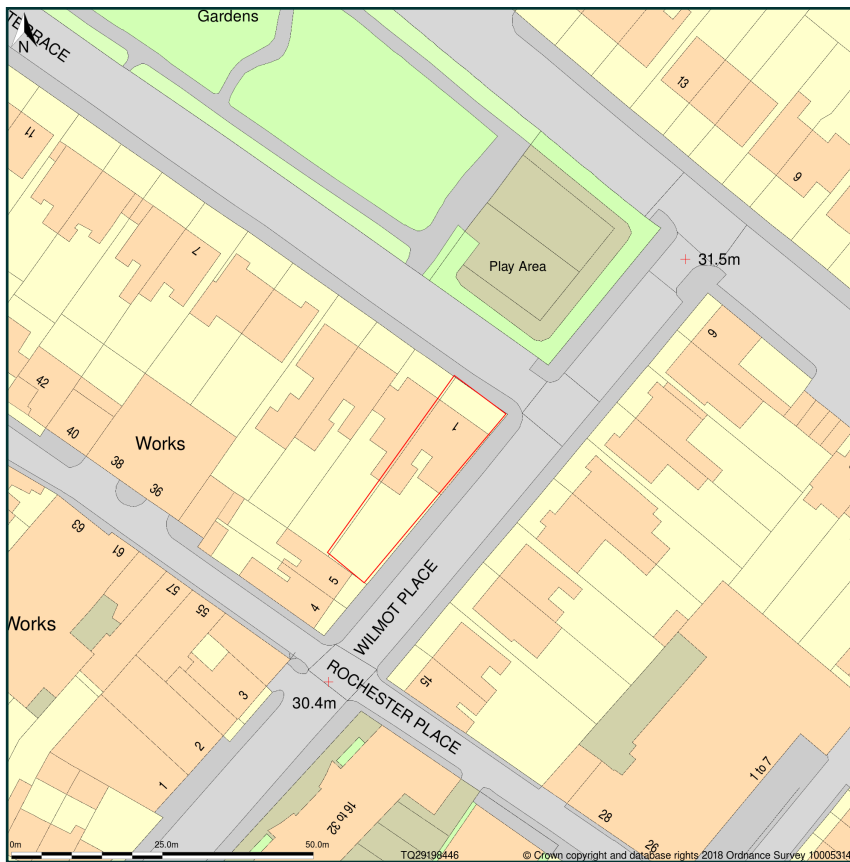 Gardens
TERRACE
N
13
9
11
7
31.5m
Play Area
6
42
40
Works
38
36
1
63
61
57
55
5
4
WILMOT PLACE
Works
3
2
1
30.4m
ROCHESTER PLACE
15
16 to 32
1 to 7
28
26
0m
25.0m
50.0m
TQ29198446
© Crown copyright and database rights 2018 Ordnance Survey 10005314